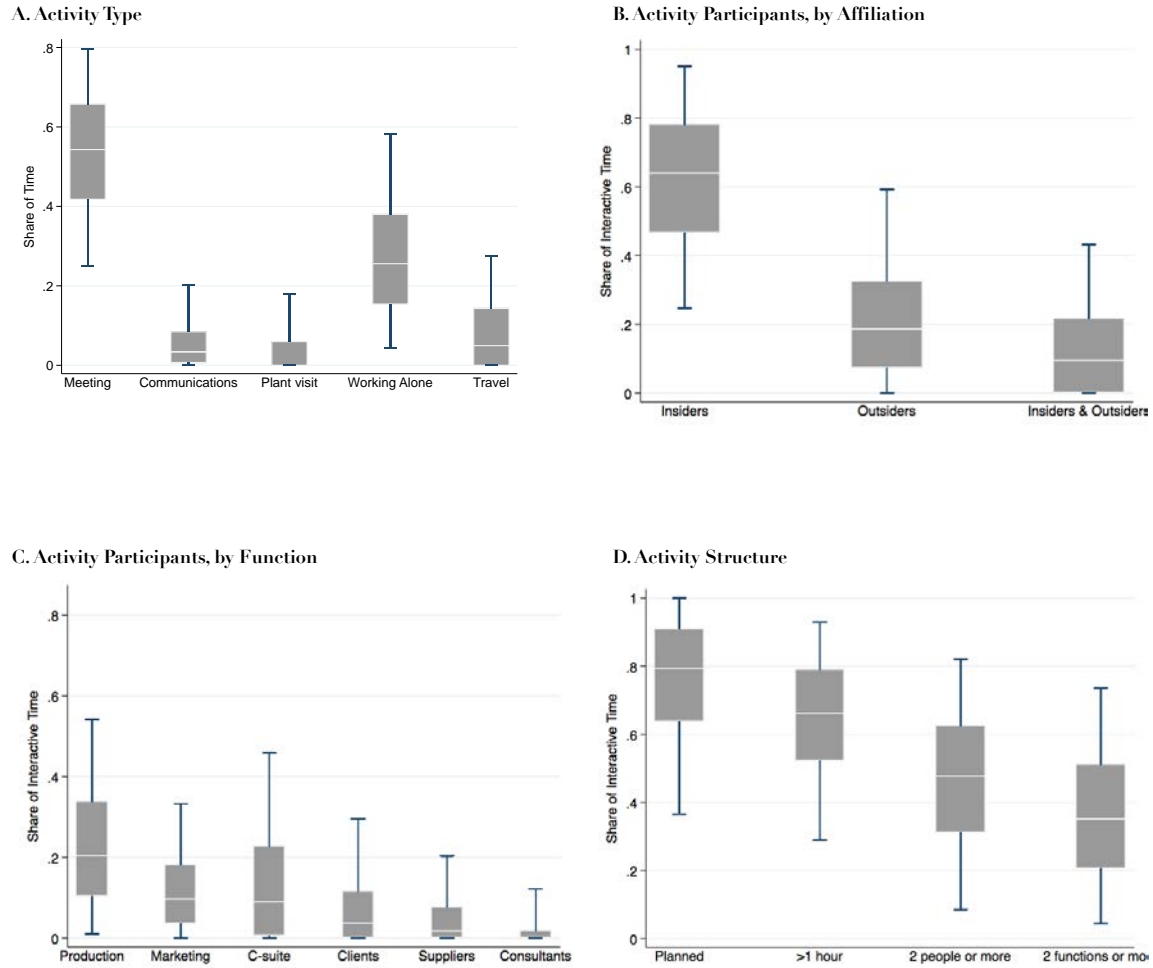 A. Activity Type
.8
.6
.4
.2
0
Share of Time
Meeting Communications Plant visit Working Alone Travel
B. Activity Participants, by Affiliation
1
.8
.6
.4
.2
0
Share of Interactive Time
Insiders Outsiders Insiders & Outsiders
C. Activity Participants, by Function
.8
.6
.4
.2
0
Share of Interactive Time
Production Marketing C-suite Clients Suppliers Consultants
D. Activity Structure
1
.8
.6
.4
.2
0
Share of Interactive Time
Planned >1 hour 2 people or more 2 functions or mo